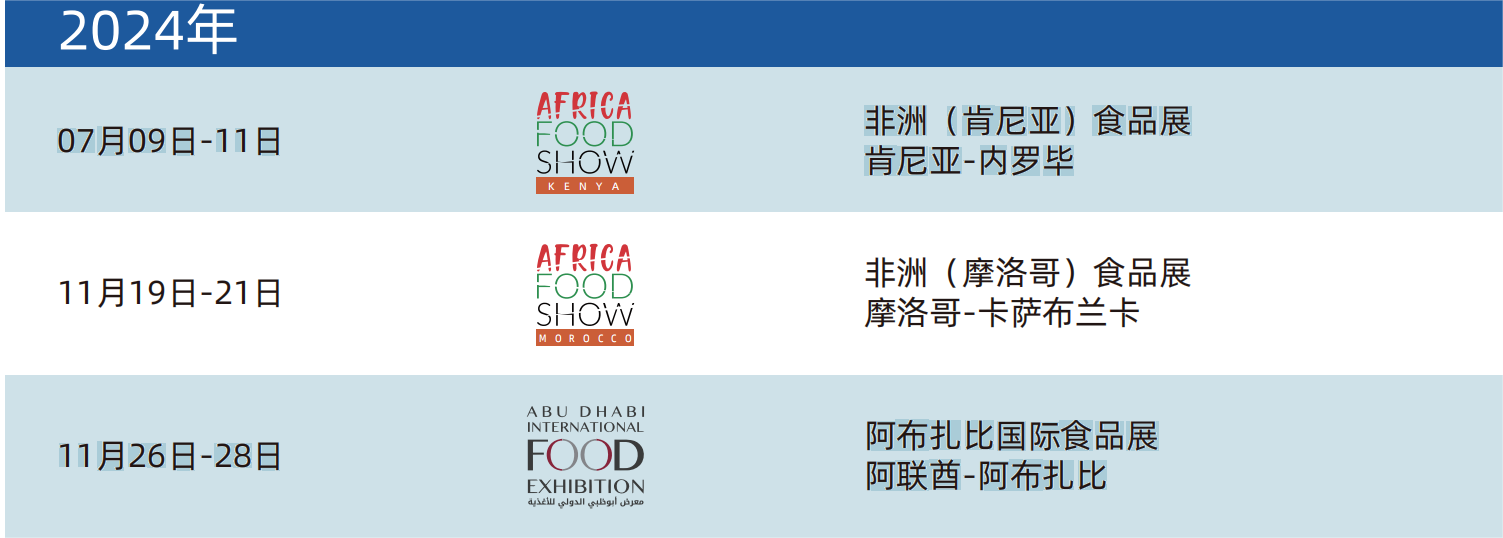 2024年
07月09日-11日
AFRICA
FOOD
SHOW
KENYA
非洲（肯尼亚）食品展
肯尼亚-内罗毕
11月19日-21日
AFRICA
FOOD
SHOW
MOROCCO
非洲（摩洛哥）食品展
摩洛哥-卡萨布兰卡
11月26日-28日
ABU DHABI
INTERNATIONAL
FOOD
EXHIBITION
معرض أبوظبي الدولي للأغذية
阿布扎比国际食品展
阿联酋-阿布扎比